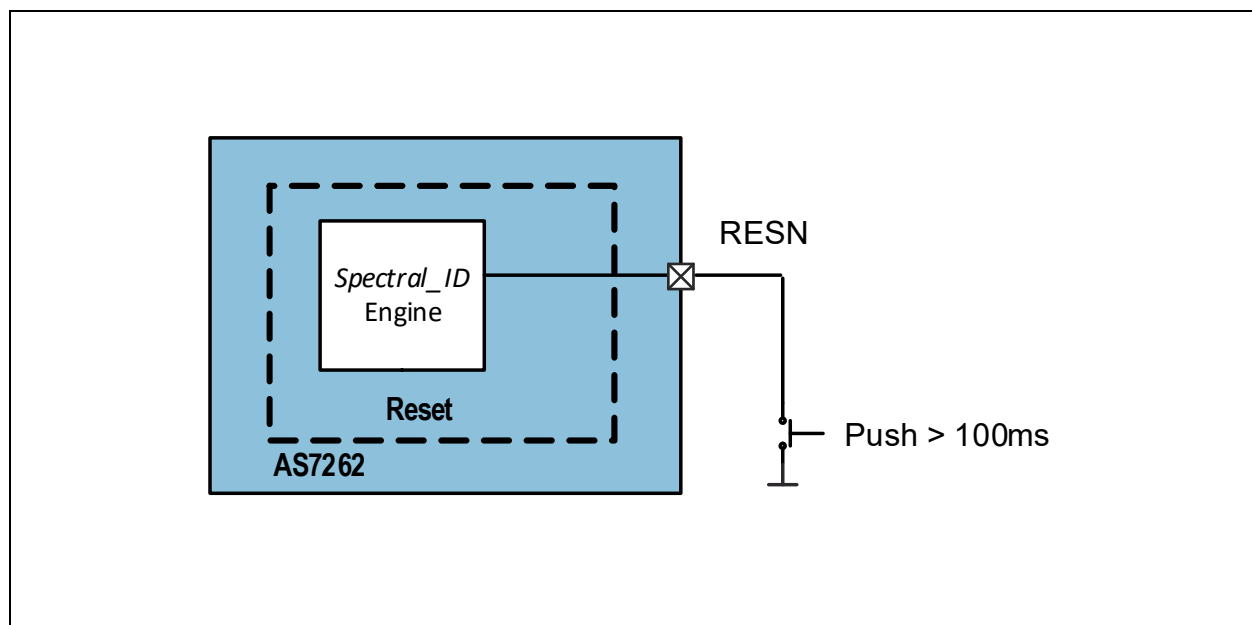 RESN
Spectral_ID
Engine
Reset
Push > 100ms
AS7262